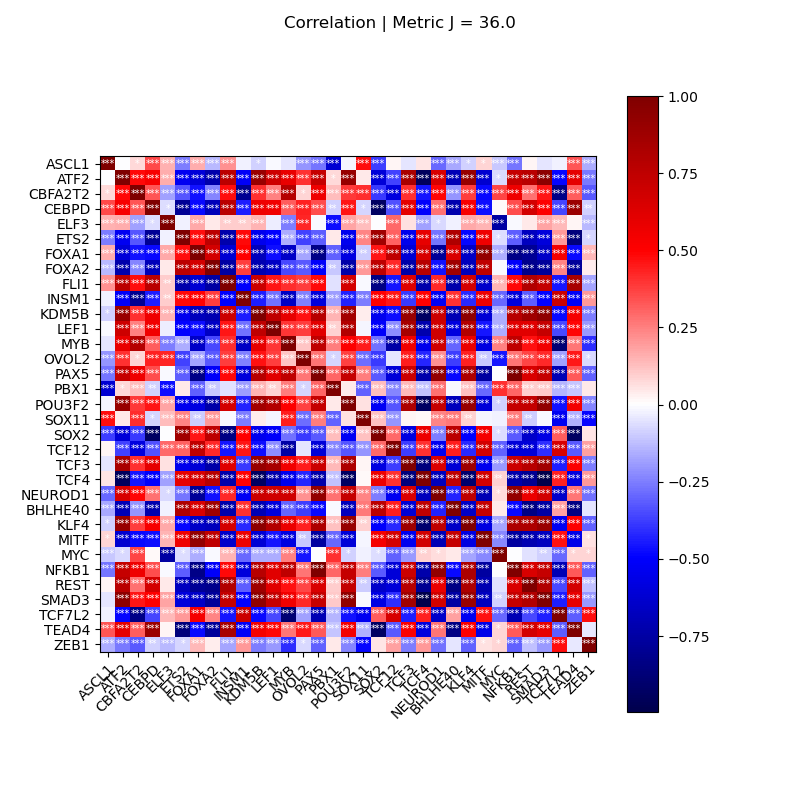 Correlation | Metric J = 36.0
ASCL1
ATF2
CBFA2T2
CEBPD
ELF3
ETS2
FOXA1
FOXA2
FLI1
INSM1
KDM5B
LEF1
MYB
OVOL2
PAX5
PBX1
POU3F2
SOX11
SOX2
TCF12
TCF3
TCF4
NEUROD1
BHLHE40
KLF4
MITF
MYC
NFKB1
REST
SMAD3
TCF7L2
TEAD4
ZEB1
ASCL1
ATF2
CBFA2T2
CEBPD
ELF3
ETS2
FOXA1
FOXA2
FLI1
INSM1
KDM5B
LEF1
MYB
OVOL2
PAX5
PBX1
POU3F2
SOX11
SOX2
TCF12
TCF3
TCF4
NEUROD1
BHLHE40
KLF4
MITF
MYC
NFKB1
REST
SMAD3
TCF7L2
TEAD4
ZEB1
1.00
0.75
0.50
0.25
0.00
−0.25
−0.50
−0.75